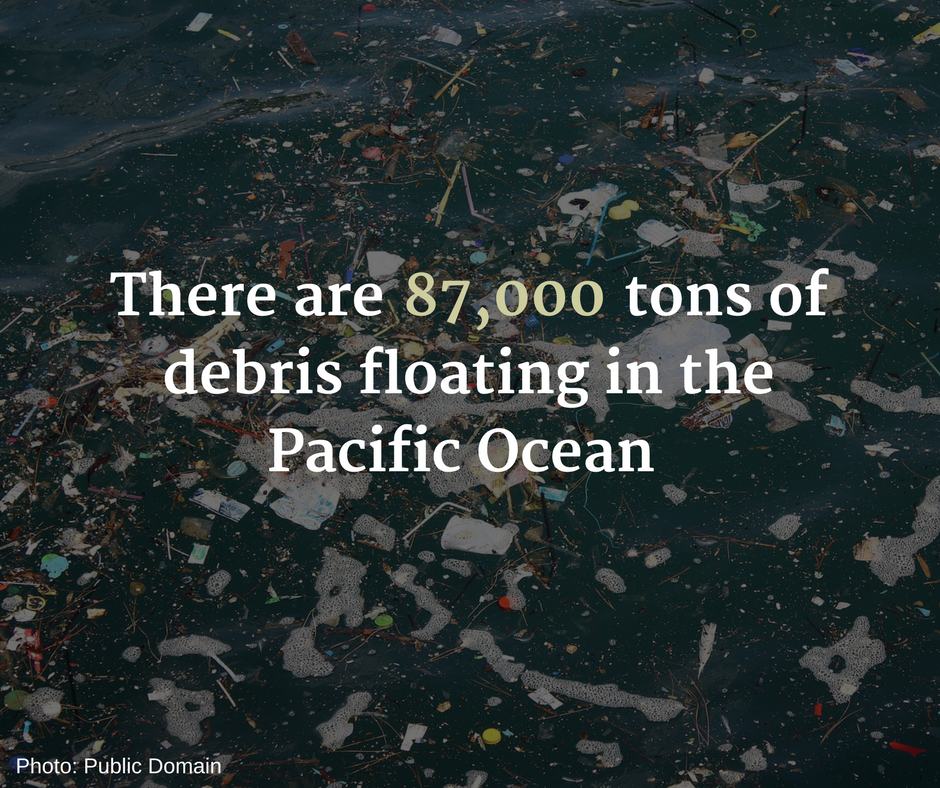 There are 87,000 tons of
debris floating in the
Pacific Ocean
Photo: Public Domain